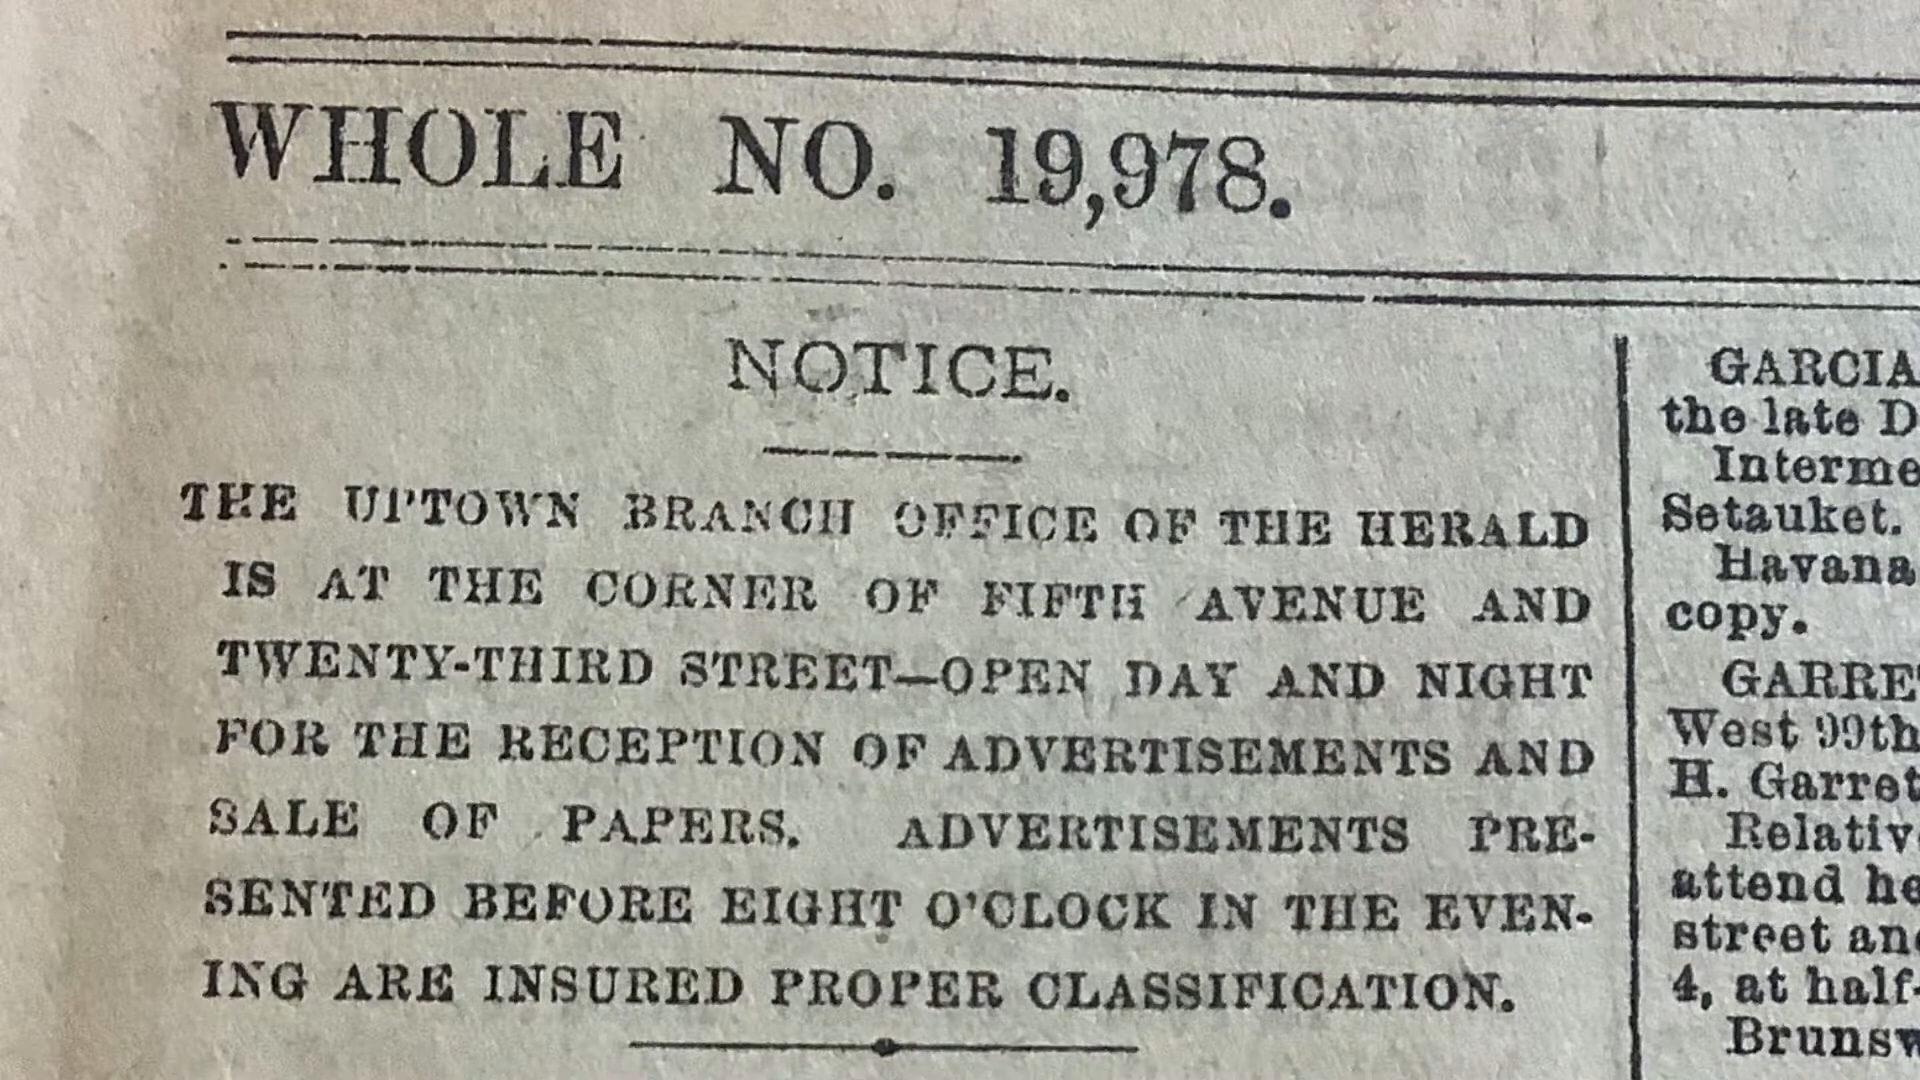 WHOLE NO. 19,978.
NOTICE.
THE UPTOWN BRANCH OFFICE OF THE HERALD
IS AT THE CORNER OF FIFTH AVENUE AND
TWENTY-THIRD STREET—OPEN DAY AND NIGHT
FOR THE RECEPTION OF ADVERTISEMENTS AND
SALE OF PAPERS. ADVERTISEMENTS PRE-
SENTED BEFORE EIGHT O'CLOCK IN THE EVEN-
ING ARE INSURED PROPER CLASSIFICATION.
GARCIA
the late D
Interme
Setauket.
Havana
copy.
GARRET
West 99th
H. Garret
Relativ
attend he
street and
4, at half-
Brunsw